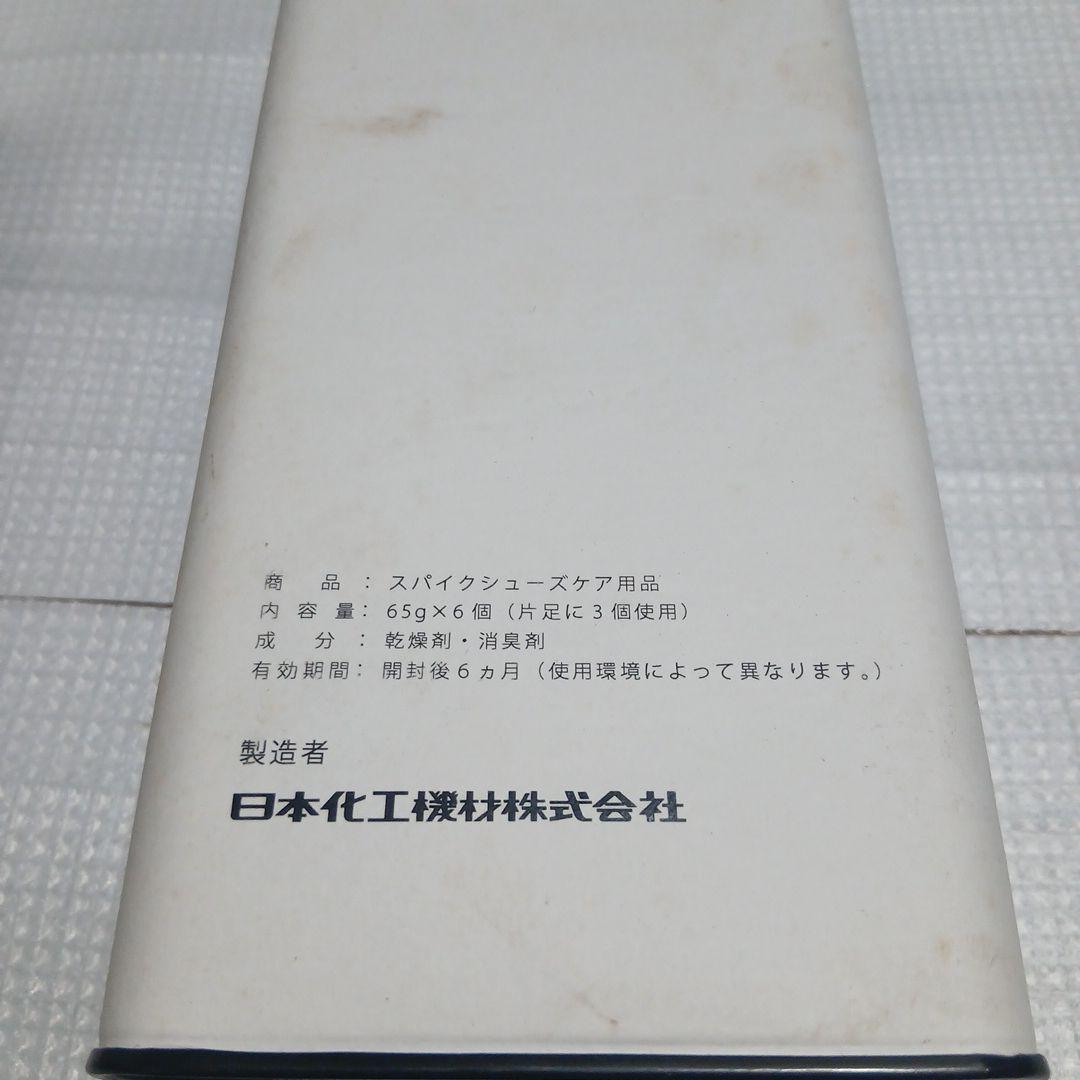 商品：スパイクシューズケア用品
内容量：65g×6個（片足に3個使用）
成分：乾燥剤・消臭剤
有効期間：開封後6ヵ月（使用環境によって異なります。）
製造者
日本化工機材株式会社